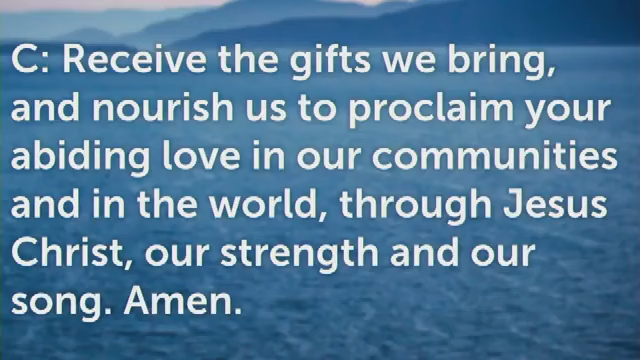 C: Receive the gifts we bring,
and nourish us to proclaim your
abiding love in our communities
and in the world, through Jesus
Christ, our strength and our
song. Amen.